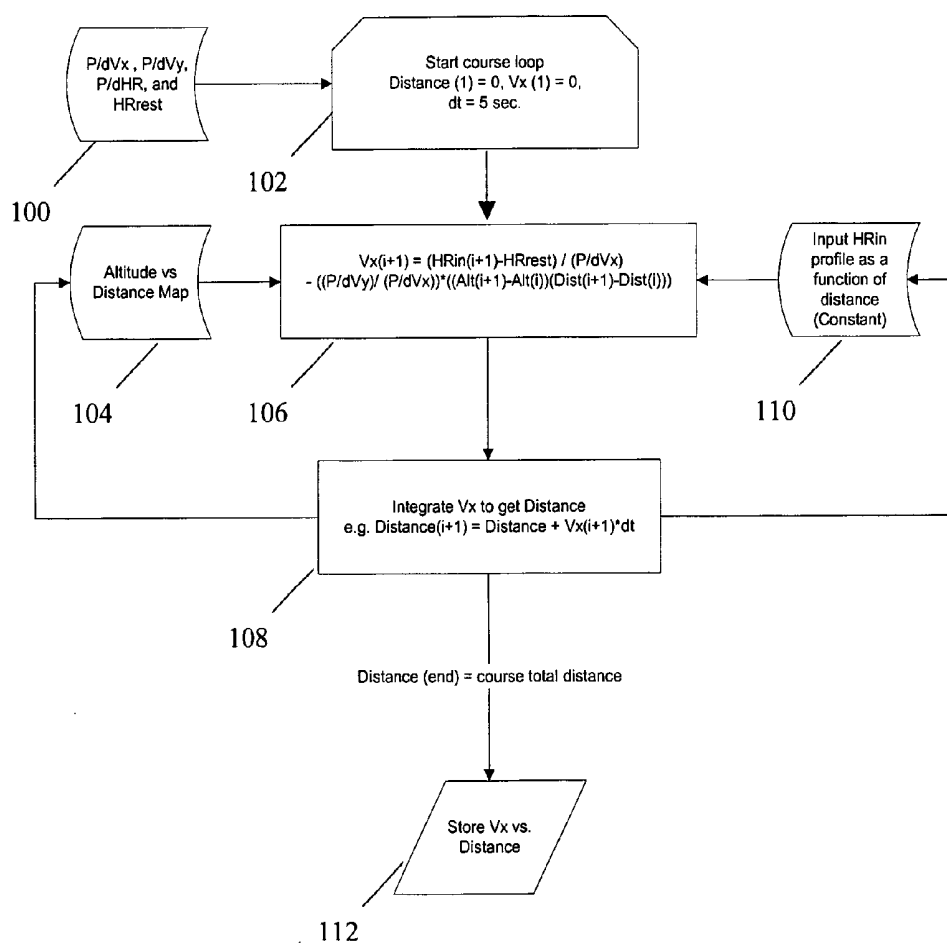 P/dVx , P/dVy,
P/dHR, and
HRrest
100
Start course loop
Distance (1) = 0, Vx (1) = 0,
dt = 5 sec.
102
Altitude vs
Distance Map
104
Vx(i+1) = (HRin(i+1)-HRrest) / (P/dVx)
- ((P/dVy)/ (P/dVx))*((Alt(i+1)-Alt(i))(Dist(i+1)-Dist(i)))
106
Input HRin
profile as a
function of
distance
(Constant)
110
Integrate Vx to get Distance
e.g. Distance(i+1) = Distance + Vx(i+1)*dt
108
Distance (end) = course total distance
Store Vx vs.
Distance
112